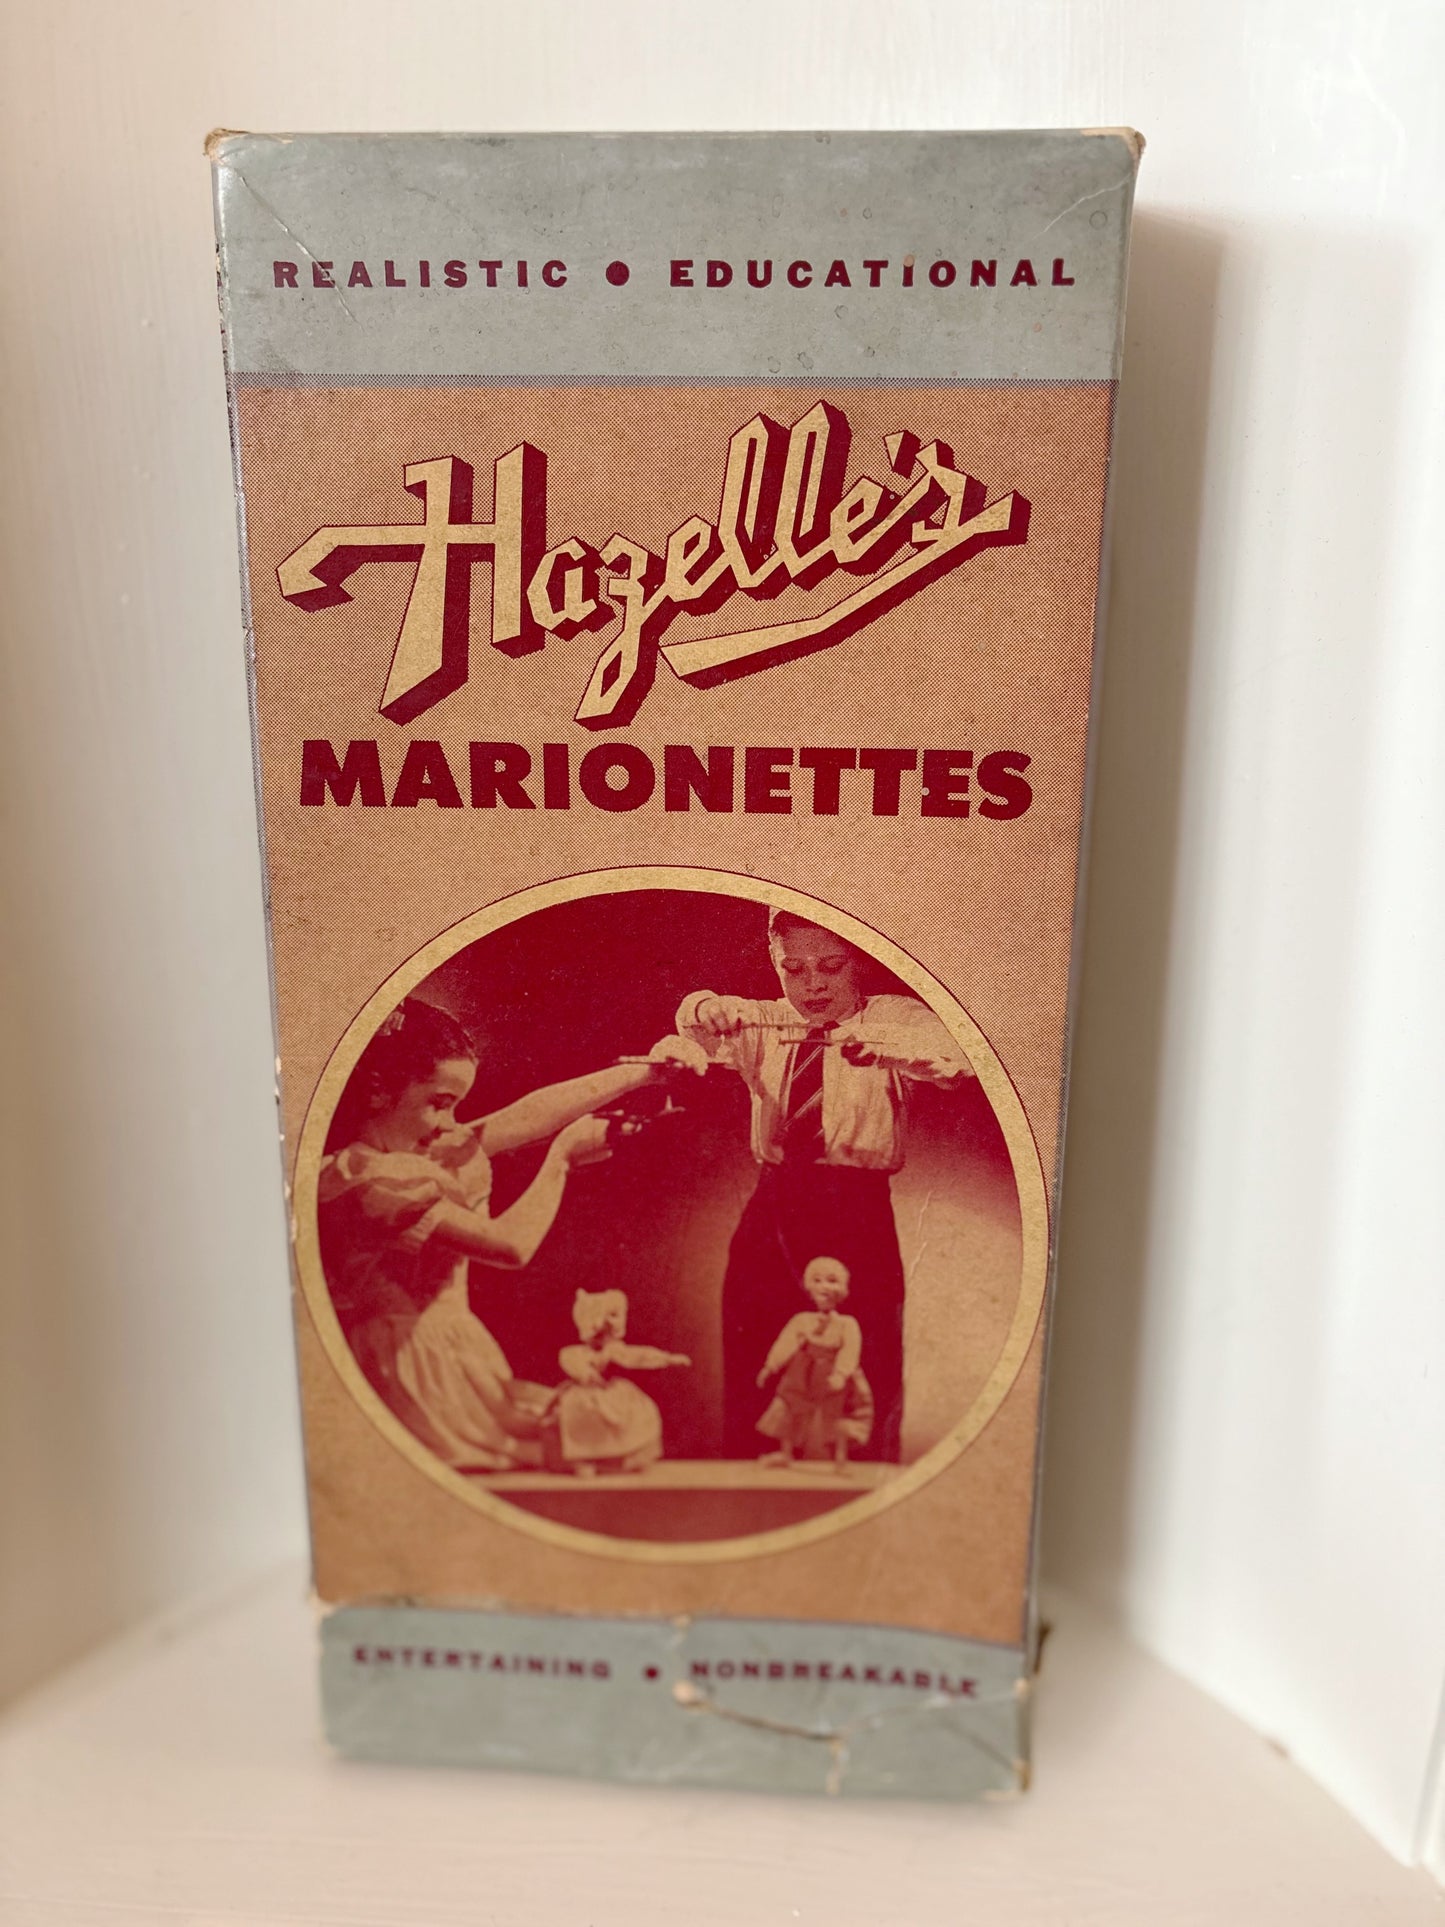 REALISTIC ● EDUCATIONAL
Hazelle's
MARIONETTES
ENTERTAINING ● NONBREAKABLE